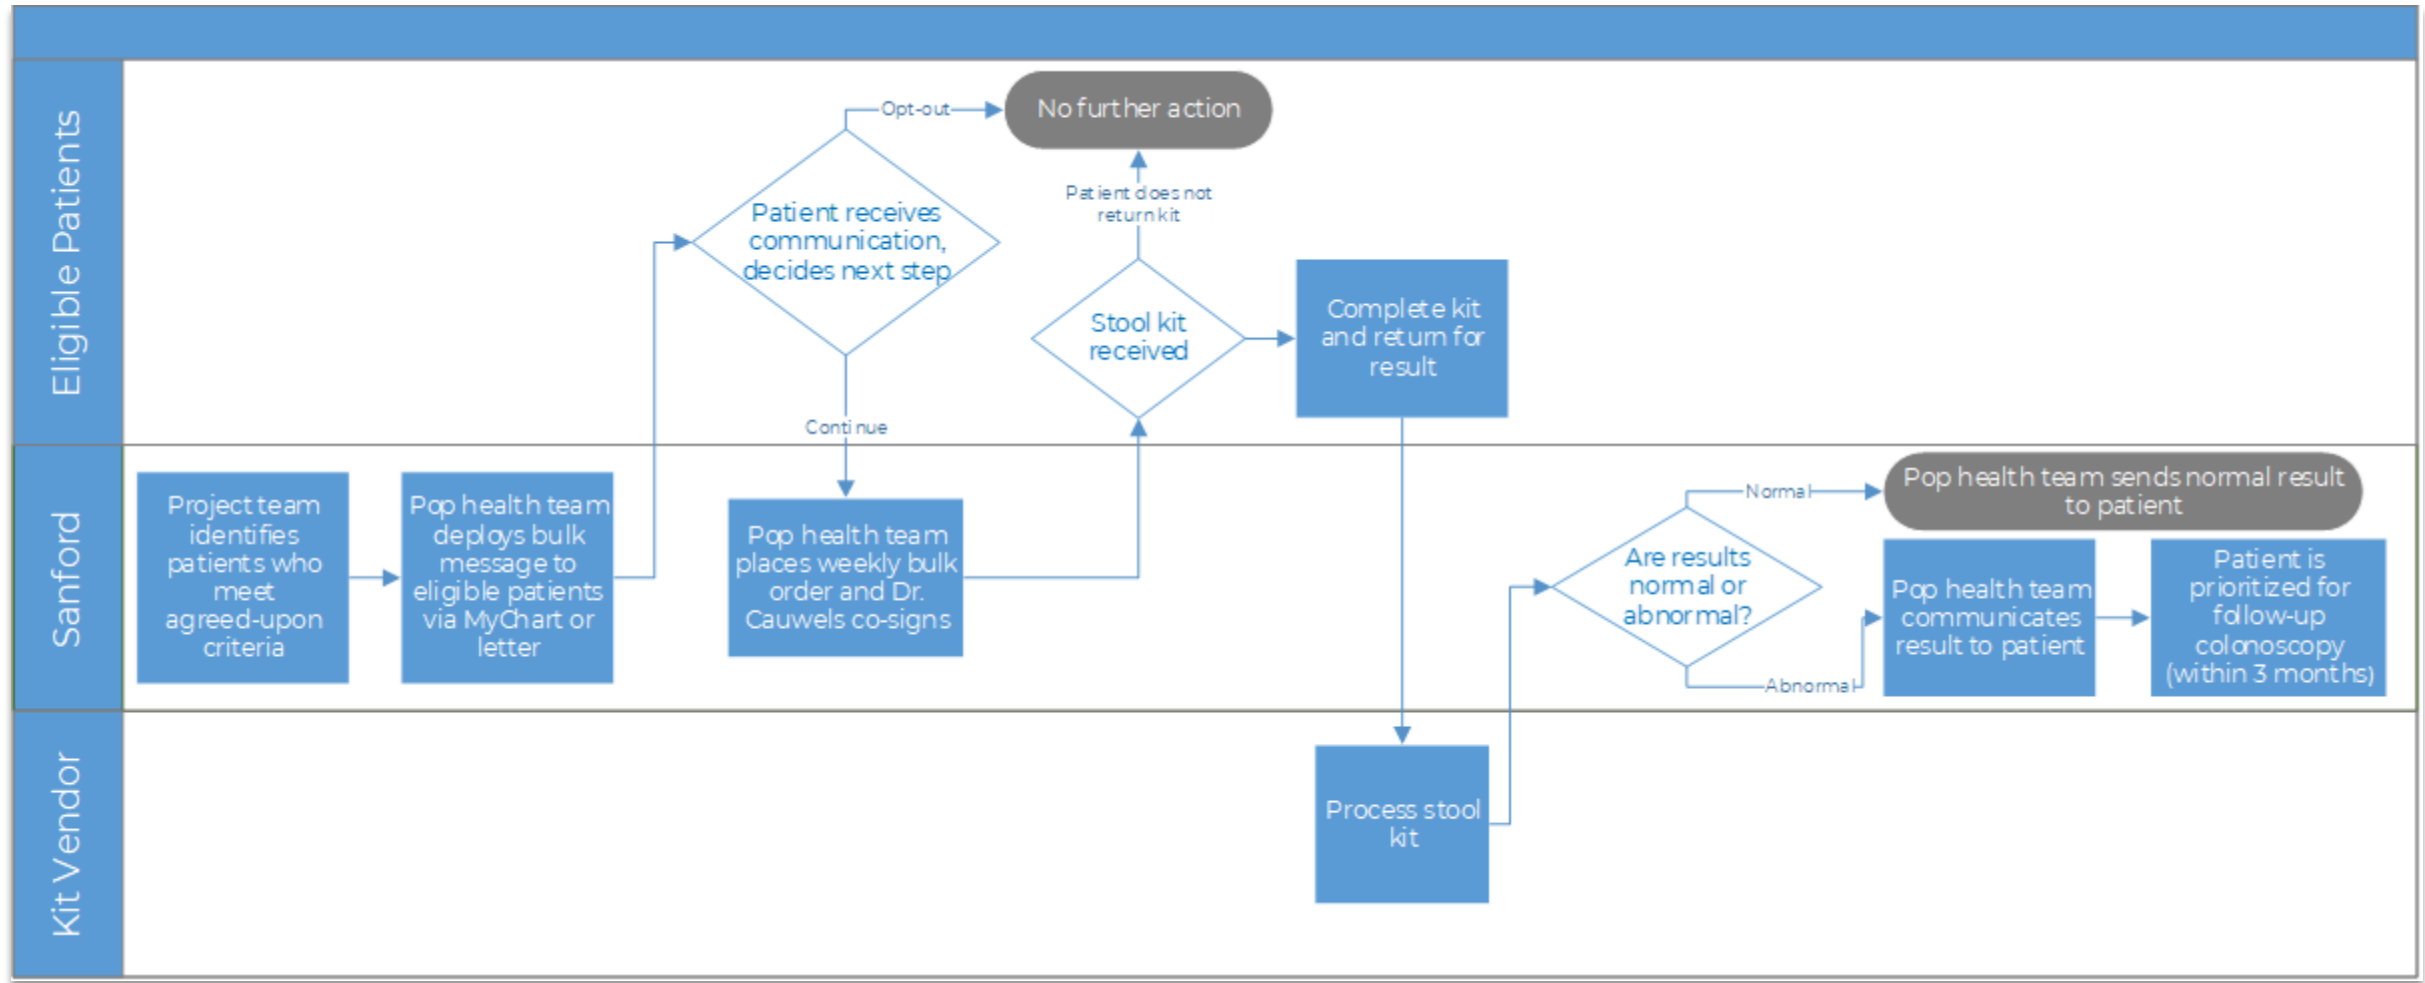 Eligible Patients
Opt-out
No further action
Patient receives
communication,
decides next step
Patient does not
return kit
Stool kit
received
Complete kit
and return for
result
Continue
Sanford
Project team
identifies
patients who
meet
agreed-upon
criteria
Pop health team
deploys bulk
message to
eligible patients
via MyChart or
letter
Pop health team
places weekly bulk
order and Dr.
Cauwels co-signs
Are results
normal or
abnormal?
Normal
Pop health team sends normal result
to patient
Abnormal
Pop health team
communicates
result to patient
Patient is
prioritized for
follow-up
colonoscopy
(within 3 months)
Kit Vendor
Process stool
kit